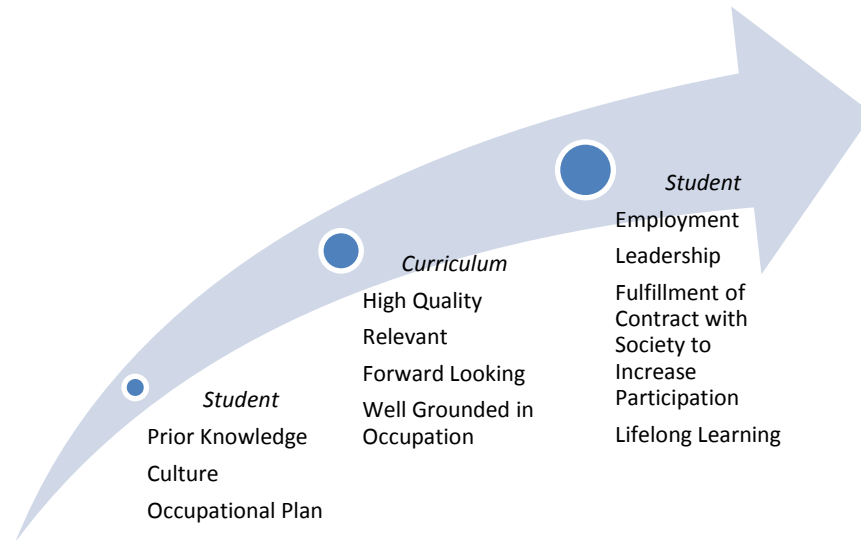 Student
Prior Knowledge
Culture
Occupational Plan
Curriculum
High Quality
Relevant
Forward Looking
Well Grounded in
Occupation
Student
Employment
Leadership
Fulfillment of
Contract with
Society to
Increase
Participation
Lifelong Learning